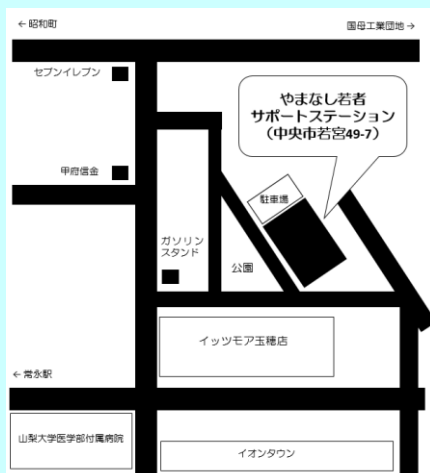 ← 昭和町
国母工業団地 →
セブンイレブン
やまなし若者
サポートステーション
（中央市若宮49-7）
甲府信金
駐車場
ガソリン
スタンド
公園
イッツモア玉穂店
← 常永駅
山梨大学医学部付属病院
イオンタウン